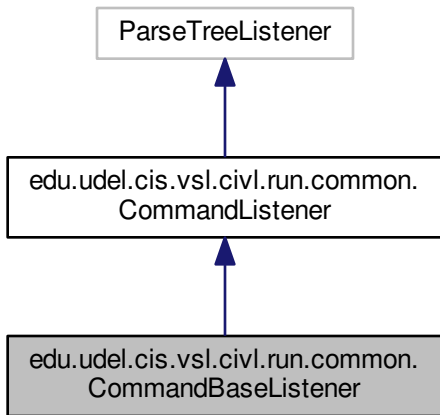 ParseTreeListener
edu.udel.cis.vsl.civl.run.common.
CommandListener
edu.udel.cis.vsl.civl.run.common.
CommandBaseListener